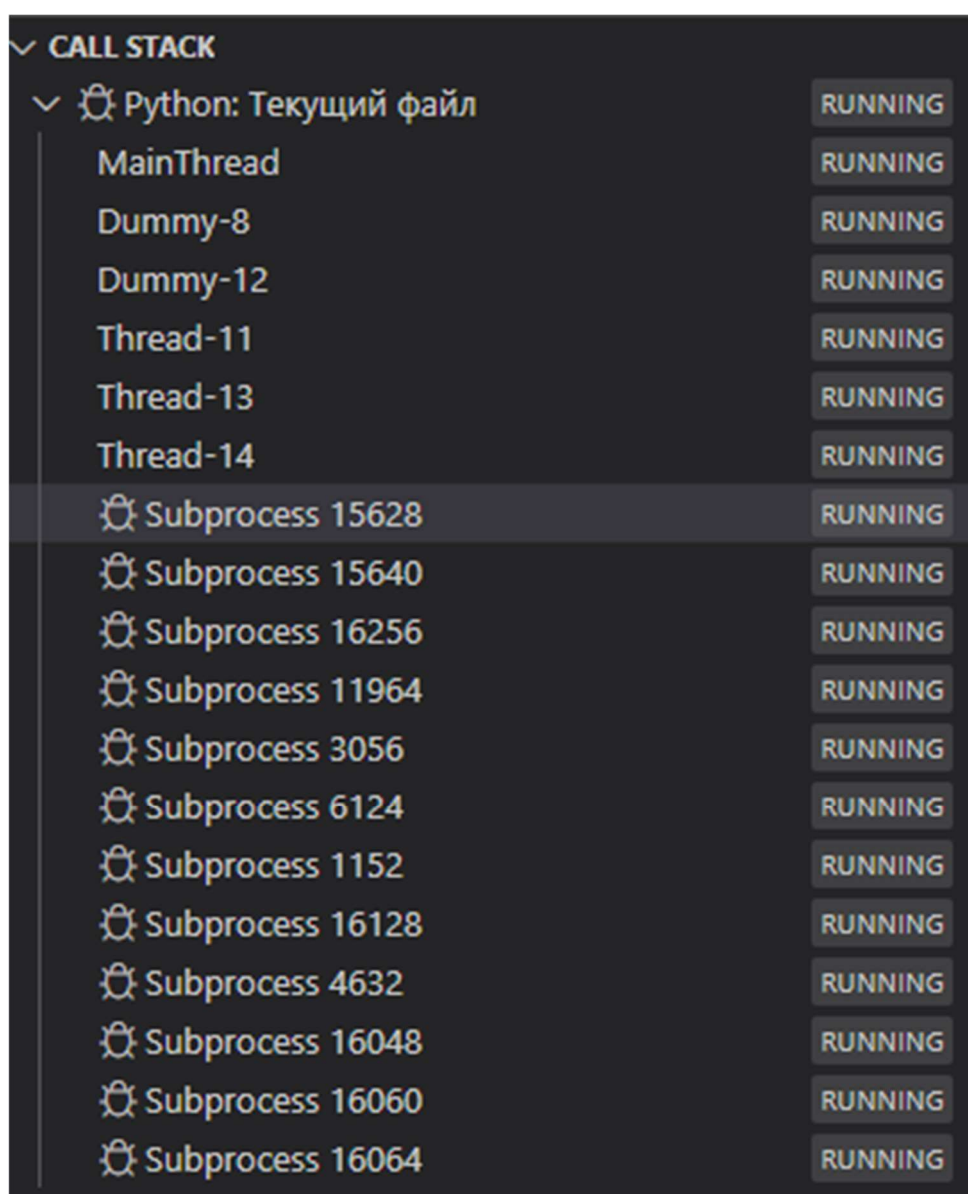 CALL STACK
Python: Текущий файл RUNNING
MainThread RUNNING
Dummy-8 RUNNING
Dummy-12 RUNNING
Thread-11 RUNNING
Thread-13 RUNNING
Thread-14 RUNNING
Subprocess 15628 RUNNING
Subprocess 15640 RUNNING
Subprocess 16256 RUNNING
Subprocess 11964 RUNNING
Subprocess 3056 RUNNING
Subprocess 6124 RUNNING
Subprocess 1152 RUNNING
Subprocess 16128 RUNNING
Subprocess 4632 RUNNING
Subprocess 16048 RUNNING
Subprocess 16060 RUNNING
Subprocess 16064 RUNNING